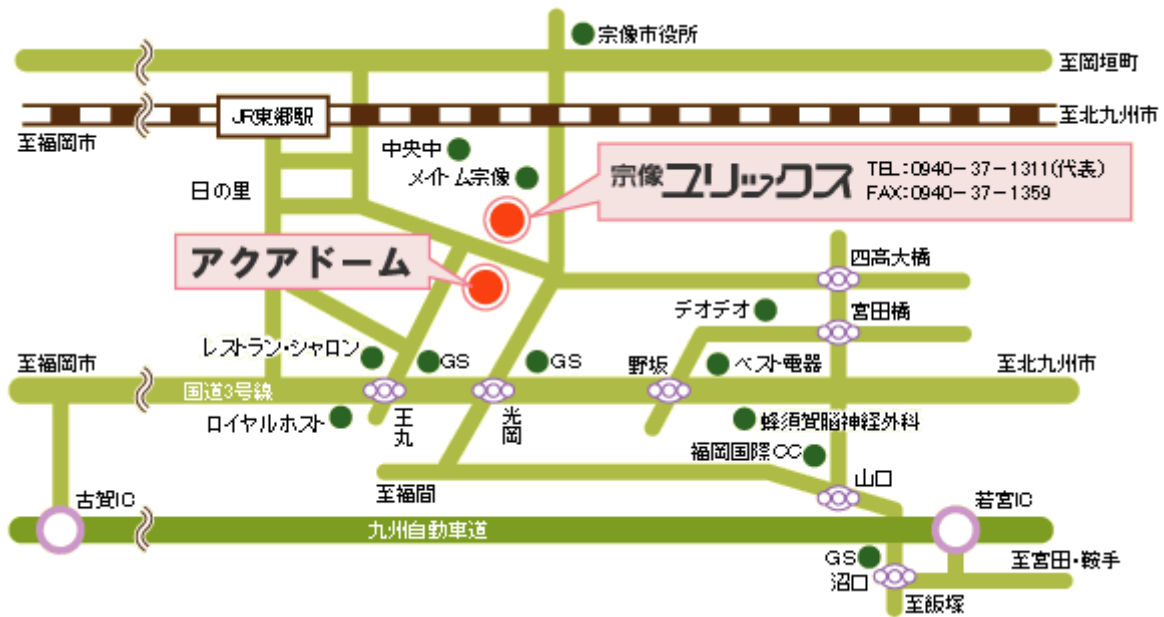 宗像市役所
至岡垣町
JR東郷駅
至北九州市
至福岡市
中央中
メイトム宗像
宗像ユリックス
TEL:0940-37-1311(代表)
FAX:0940-37-1359
日の里
アクアドーム
四高大橋
デオデオ
宮田橋
レストラン・シャロン
GS
GS
野坂
ベスト電器
至福岡市
至北九州市
国道3号線
ロイヤルホスト
王丸
光岡
蜂須賀脳神経外科
福岡国際CC
至福間
山口
古賀IC
若宮IC
九州自動車道
GS
沼口
至宮田・鞍手
至飯塚